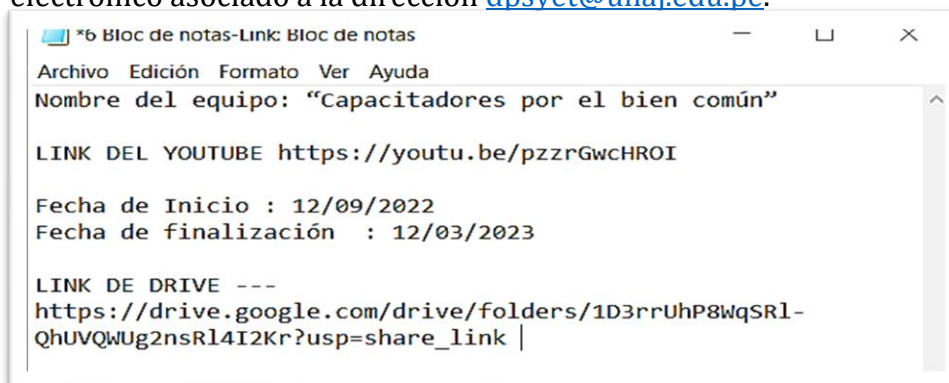 electrónico asociado a la dirección dpsyct@unaj.edu.pe.
*6 Bloc de notas-Link: Bloc de notas
Archivo Edición Formato Ver Ayuda
Nombre del equipo: “Capacitadores por el bien común”
LINK DEL YOUTUBE https://youtu.be/pzzrGwcHROI
Fecha de Inicio : 12/09/2022
Fecha de finalización : 12/03/2023
LINK DE DRIVE ---
https://drive.google.com/drive/folders/1D3rrUhP8WqSRl-
QhUVQWUg2nsRl4I2Kr?usp=share_link